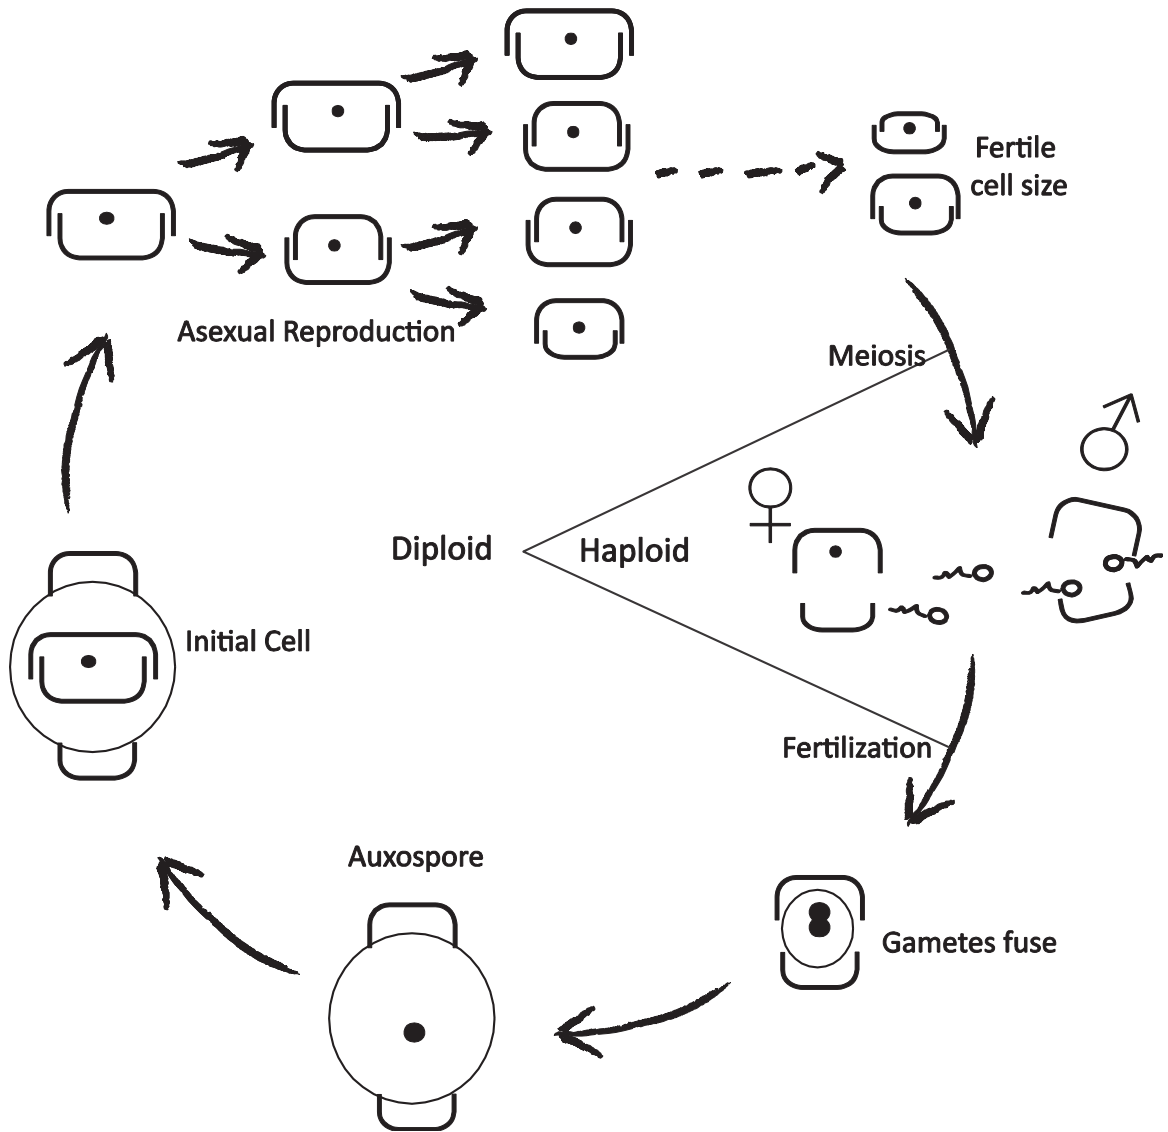 Fertile
cell size
Asexual Reproduction
Meiosis
Diploid
Haploid
Initial Cell
Fertilization
Auxospore
Gametes fuse